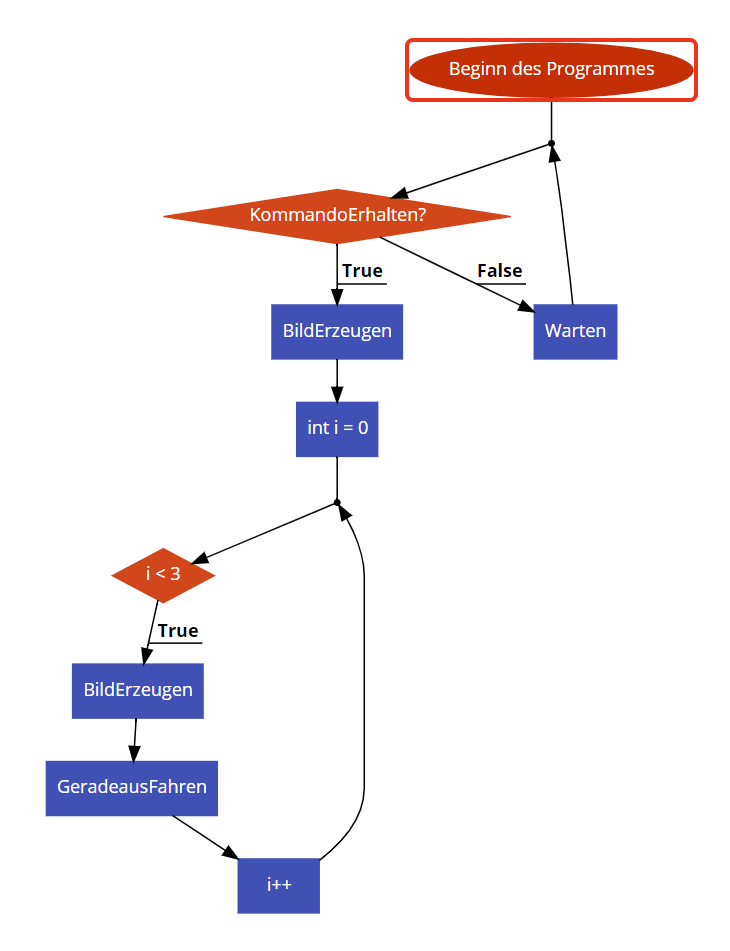 Beginn des Programmes
KommandoErhalten?
True
False
BildErzeugen
Warten
int i = 0
i < 3
True
BildErzeugen
GeradeausFahren
i++